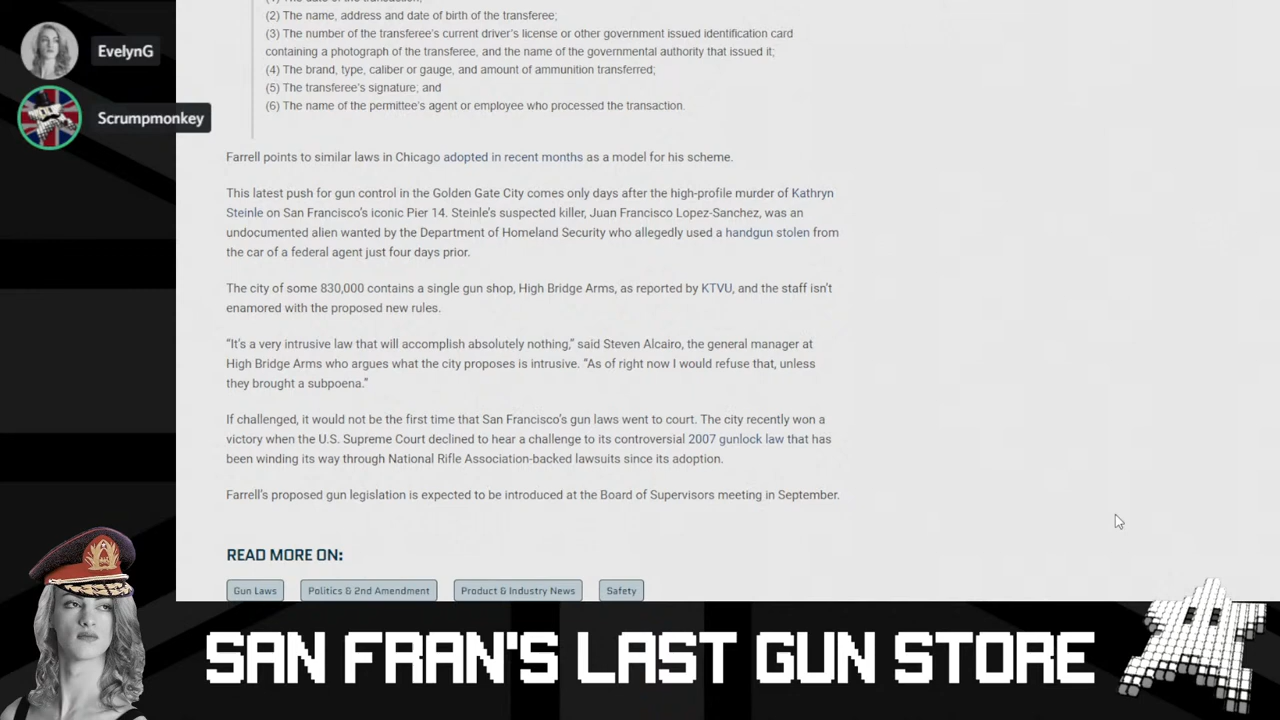 EvelynG
Scrumpmonkey
(1) The date of the transaction;
(2) The name, address and date of birth of the transferee;
(3) The number of the transferee's current driver's license or other government issued identification card
containing a photograph of the transferee, and the name of the governmental authority that issued it;
(4) The brand, type, caliber or gauge, and amount of ammunition transferred;
(5) The transferee's signature; and
(6) The name of the permittee's agent or employee who processed the transaction.
Farrell points to similar laws in Chicago adopted in recent months as a model for his scheme.
This latest push for gun control in the Golden Gate City comes only days after the high-profile murder of Kathryn
Steinle on San Francisco's iconic Pier 14. Steinle's suspected killer, Juan Francisco Lopez-Sanchez, was an
undocumented alien wanted by the Department of Homeland Security who allegedly used a handgun stolen from
the car of a federal agent just four days prior.
The city of some 830,000 contains a single gun shop, High Bridge Arms, as reported by KTVU, and the staff isn't
enamored with the proposed new rules.
“It's a very intrusive law that will accomplish absolutely nothing,” said Steven Alcairo, the general manager at
High Bridge Arms who argues what the city proposes is intrusive. “As of right now I would refuse that, unless
they brought a subpoena.”
If challenged, it would not be the first time that San Francisco's gun laws went to court. The city recently won a
victory when the U.S. Supreme Court declined to hear a challenge to its controversial 2007 gunlock law that has
been winding its way through National Rifle Association-backed lawsuits since its adoption.
Farrell's proposed gun legislation is expected to be introduced at the Board of Supervisors meeting in September.
READ MORE ON:
Gun Laws
Politics & 2nd Amendment
Product & Industry News
Safety
SAN FRAN'S LAST GUN STORE